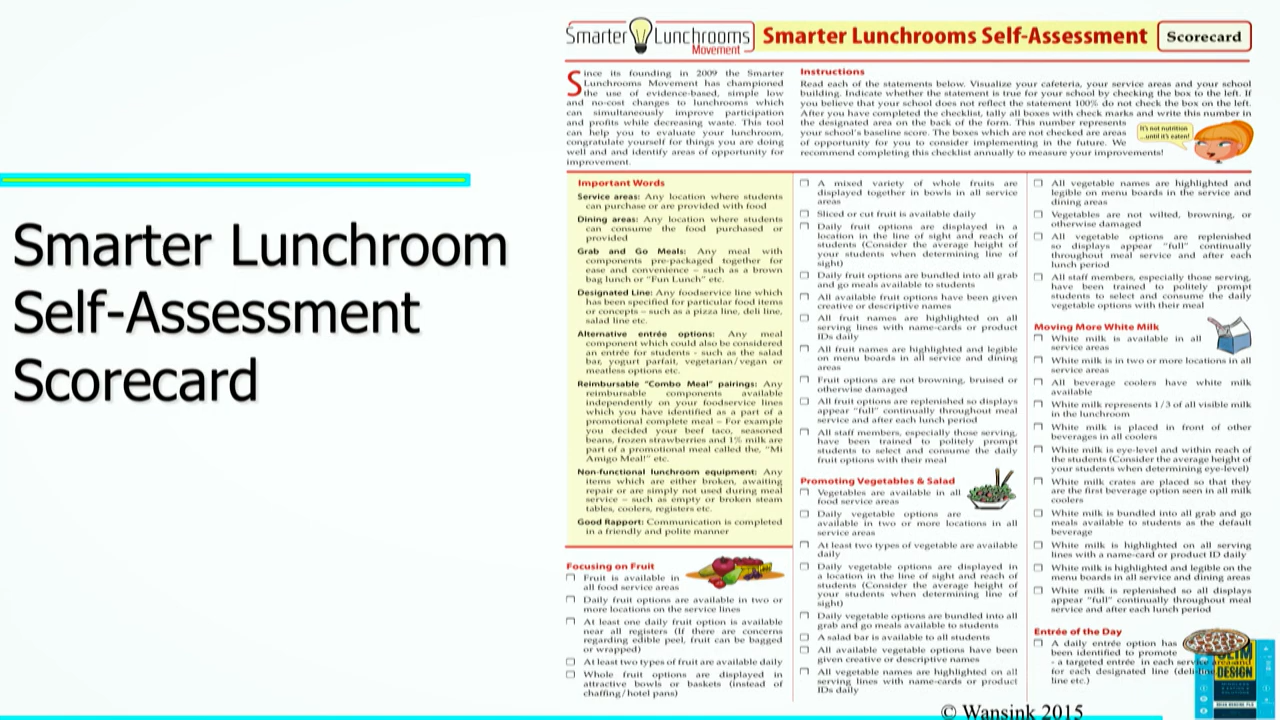 Smarter Lunchroom
Self-Assessment
Scorecard
Smarter Lunchrooms
Movement
Smarter Lunchrooms Self-Assessment
Scorecard
Since its founding in 2009 the Smarter
Lunchrooms Movement has championed
the use of evidence-based, simple low
and no-cost changes to lunchrooms which
can simultaneously improve participation
and profits while decreasing waste. This tool
can help you to evaluate your lunchroom,
congratulate yourself for things you are doing
well and and identify areas of opportunity for
improvement.
Instructions
Read each of the statements below. Visualize your cafeteria, your service areas and your school
building. Indicate whether the statement is true for your school by checking the box to the left. If
you believe that your school does not reflect the statement 100% do not check the box on the left.
After you have completed the checklist, tally all boxes with check marks and write this number in
the designated area on the back of the form. This number represents
your school's baseline score. The boxes which are not checked are areas
of opportunity for you to consider implementing in the future. We
recommend completing this checklist annually to measure your improvements!
It's not nutrition
...until it's eaten!
Important Words
Service areas: Any location where students
can purchase or are provided with food
Dining areas: Any location where students
can consume the food purchased or
provided
Grab and Go Meals: Any meal with
components pre-packaged together for
ease and convenience – such as a brown
bag lunch or "Fun Lunch" etc.
Designated Line: Any foodservice line which
has been specified for particular food items
or concepts – such as a pizza line, deli line,
salad line etc.
Alternative entrée options: Any meal
component which could also be considered
an entrée for students - such as the salad
bar, yogurt parfait, vegetarian/vegan or
meatless options etc.
Reimbursable "Combo Meal" pairings: Any
reimbursable components available
independently on your foodservice lines
which you have identified as a part of a
promotional complete meal – For example
you decided your beef taco, seasoned
beans, frozen strawberries and 1% milk are
part of a promotional meal called the, "Mi
Amigo Meal!" etc.
Non-functional lunchroom equipment: Any
items which are either broken, awaiting
repair or are simply not used during meal
service – such as empty or broken steam
tables, coolers, registers etc.
Good Rapport: Communication is completed
in a friendly and polite manner
Focusing on Fruit
Fruit is available in
all food service areas
Daily fruit options are available in two or
more locations on the service lines
At least one daily fruit option is available
near all registers (If there are concerns
regarding edible peel, fruit can be bagged
or wrapped)
At least two types of fruit are available daily
Whole fruit options are displayed in
attractive bowls or baskets (instead of
chaffing/hotel pans)
A mixed variety of whole fruits are
displayed together in bowls in all service
areas
Sliced or cut fruit is available daily
Daily fruit options are displayed in a
location in the line of sight and reach of
students (Consider the average height of
your students when determining line of
sight)
Daily fruit options are bundled into all grab
and go meals available to students
All available fruit options have been given
creative or descriptive names
All fruit names are highlighted on all
serving lines with name-cards or product
IDs daily
All fruit names are highlighted and legible
on menu boards in all service and dining
areas
Fruit options are not browning, bruised or
otherwise damaged
All fruit options are replenished so displays
appear "full" continually throughout meal
service and after each lunch period
All staff members, especially those serving,
have been trained to politely prompt
students to select and consume the daily
fruit options with their meal
Promoting Vegetables & Salad
Vegetables are available in all
food service areas
Daily vegetable options are
available in two or more locations in all
service areas
At least two types of vegetable are available
daily
Daily vegetable options are displayed in
a location in the line of sight and reach of
students (Consider the average height of
your students when determining line of
sight)
Daily vegetable options are bundled into all
grab and go meals available to students
A salad bar is available to all students
All available vegetable options have been
given creative or descriptive names
All vegetable names are highlighted on all
serving lines with name-cards or product
IDs daily
All vegetable names are highlighted and
legible on menu boards in all service and
dining areas
Vegetables are not wilted, browning, or
otherwise damaged
All vegetable options are replenished
so displays appear "full" continually
throughout meal service and after each
lunch period
All staff members, especially those serving,
have been trained to politely prompt
students to select and consume the daily
vegetable options with their meal
Moving More White Milk
White milk is available in all
service areas
White milk is in two or more locations in all
service areas
All beverage coolers have white milk
available
White milk represents 1/3 of all visible milk
in the lunchroom
White milk is placed in front of other
beverages in all coolers
White milk is eye-level and within reach of
the students (Consider the average height of
your students when determining eye-level)
White milk crates are placed so that they
are the first beverage option seen in all milk
coolers
White milk is bundled into all grab and go
meals available to students as the default
beverage
White milk is highlighted on all serving
lines with a name-card or product ID daily
White milk is highlighted and legible on the
menu boards in all service and dining areas
White milk is replenished so all displays
appear "full" continually throughout meal
service and after each lunch period
Entrée of the Day
A daily entrée option has
been identified to promote
- a targeted entrée in each service area and
for each designated line (deli-line,
line etc.)
SLIM
DESIGN
© Wansink 2015